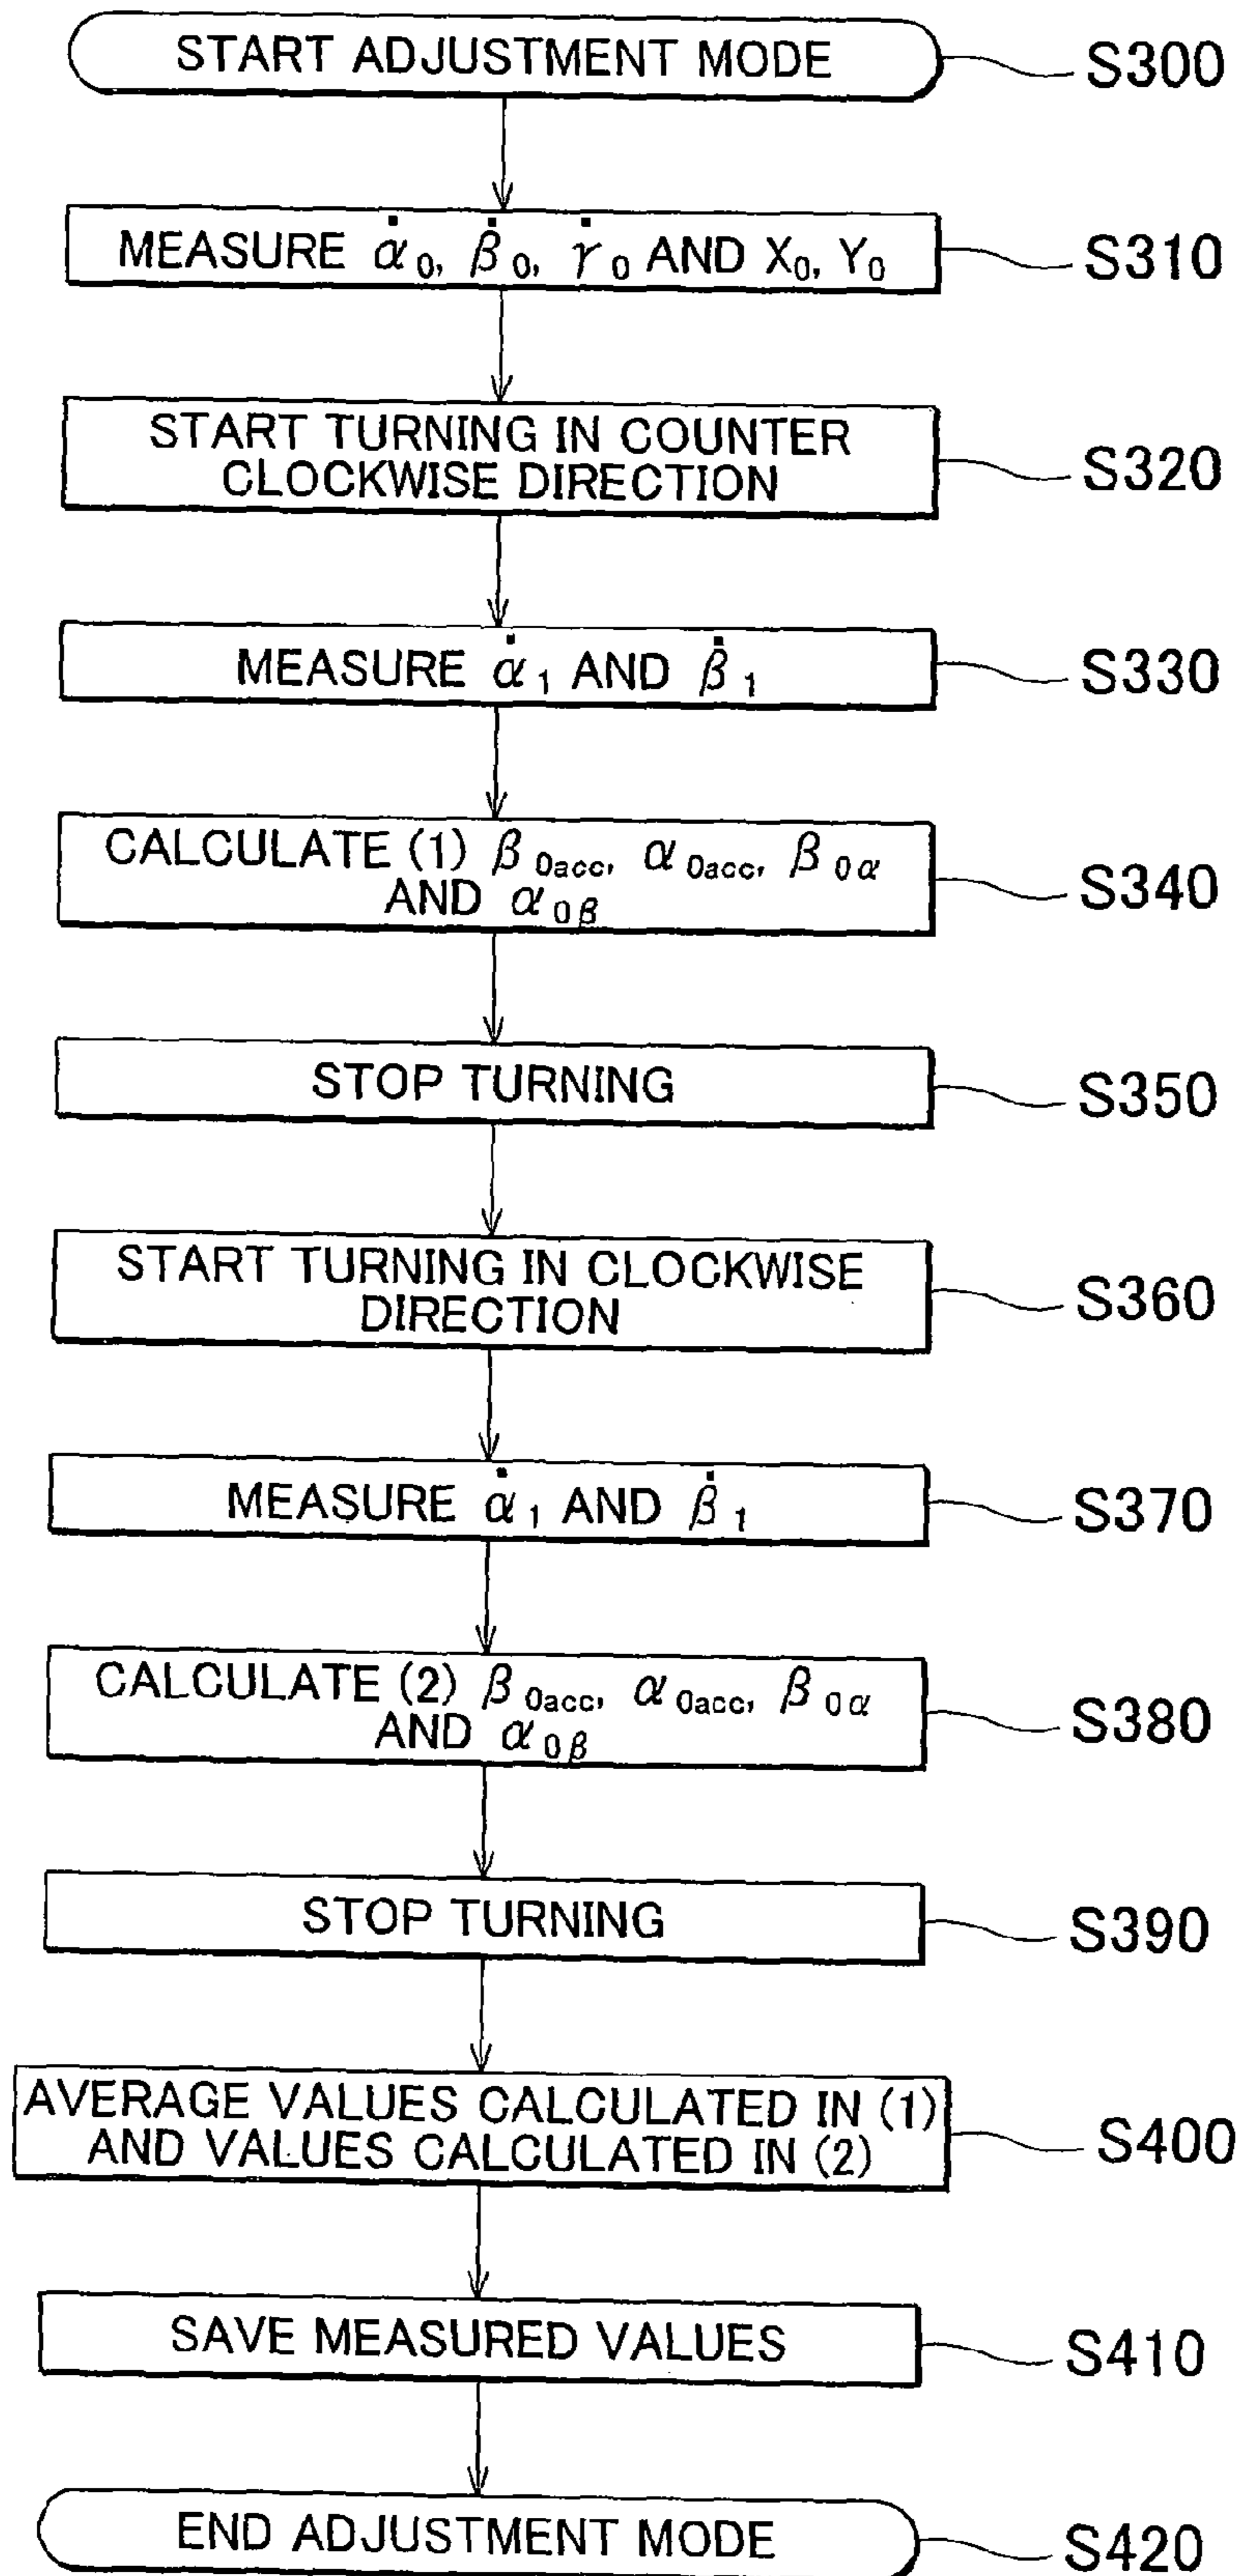 START ADJUSTMENT MODE
S300
MEASURE α̇₀, β̇₀, γ̇₀ AND X₀, Y₀
S310
START TURNING IN COUNTER
CLOCKWISE DIRECTION
S320
MEASURE α̇₁ AND β̇₁
S330
CALCULATE (1) β₀acc, α₀acc, β₀α
AND α₀β
S340
STOP TURNING
S350
START TURNING IN CLOCKWISE
DIRECTION
S360
MEASURE α̇₁ AND β̇₁
S370
CALCULATE (2) β₀acc, α₀acc, β₀α
AND α₀β
S380
STOP TURNING
S390
AVERAGE VALUES CALCULATED IN (1)
AND VALUES CALCULATED IN (2)
S400
SAVE MEASURED VALUES
S410
END ADJUSTMENT MODE
S420